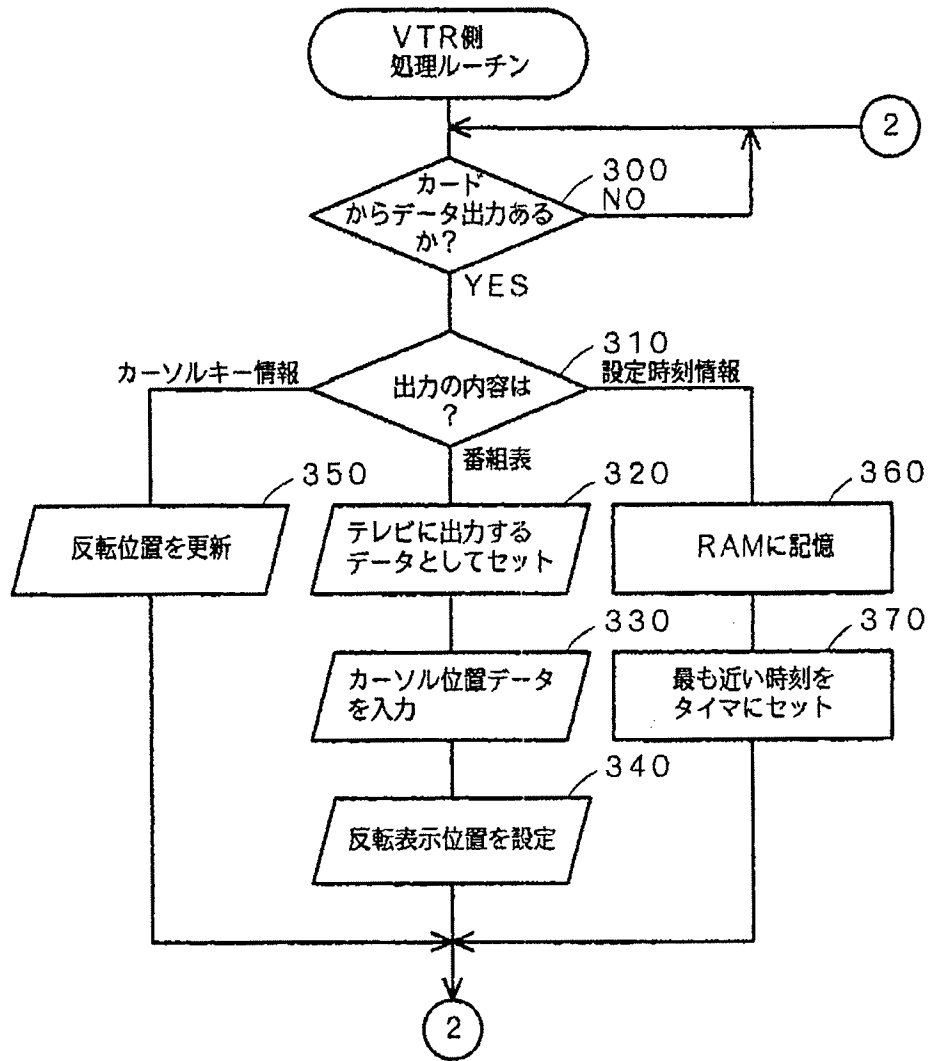 VTR側
処理ルーチン
2
カード
からデータ出力ある
か?
300
NO
YES
310
カーソルキー情報
設定時刻情報
出力の内容は
?
番組表
350
320
360
反転位置を更新
テレビに出力する
データとしてセット
RAMに記憶
330
370
カーソル位置データ
を入力
最も近い時刻を
タイマにセット
340
反転表示位置を設定
2